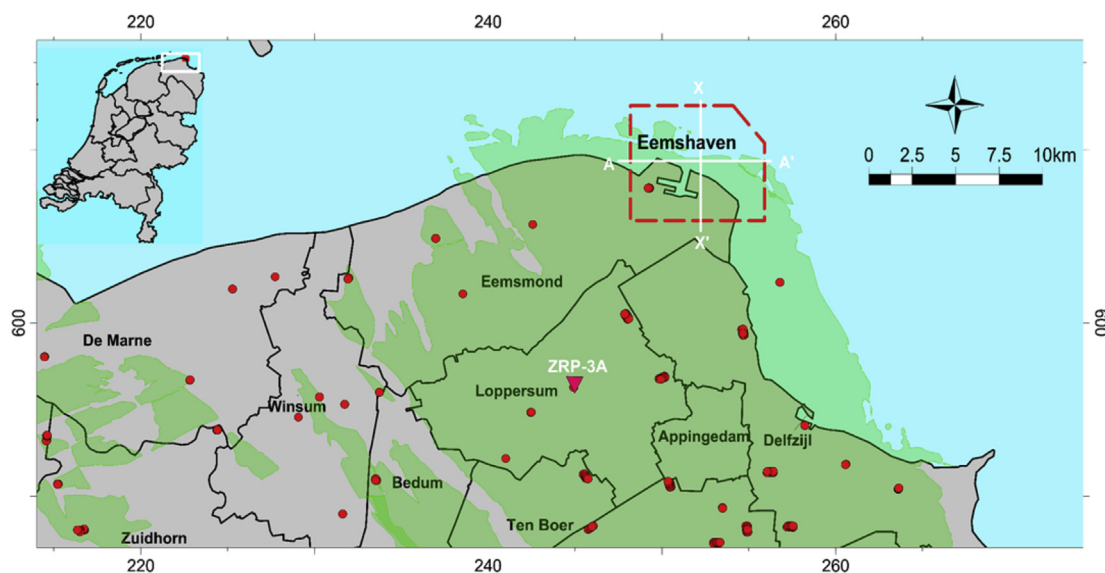 220
240
260
X
Eemshaven
A
A'
X'
0
2.5
5
7.5
10km
Eemsmond
600
600
De Marne
ZRP-3A
Loppersum
Winsum
Appingedam
Delfzijl
Bedum
Ten Boer
Zuidhorn
220
240
260